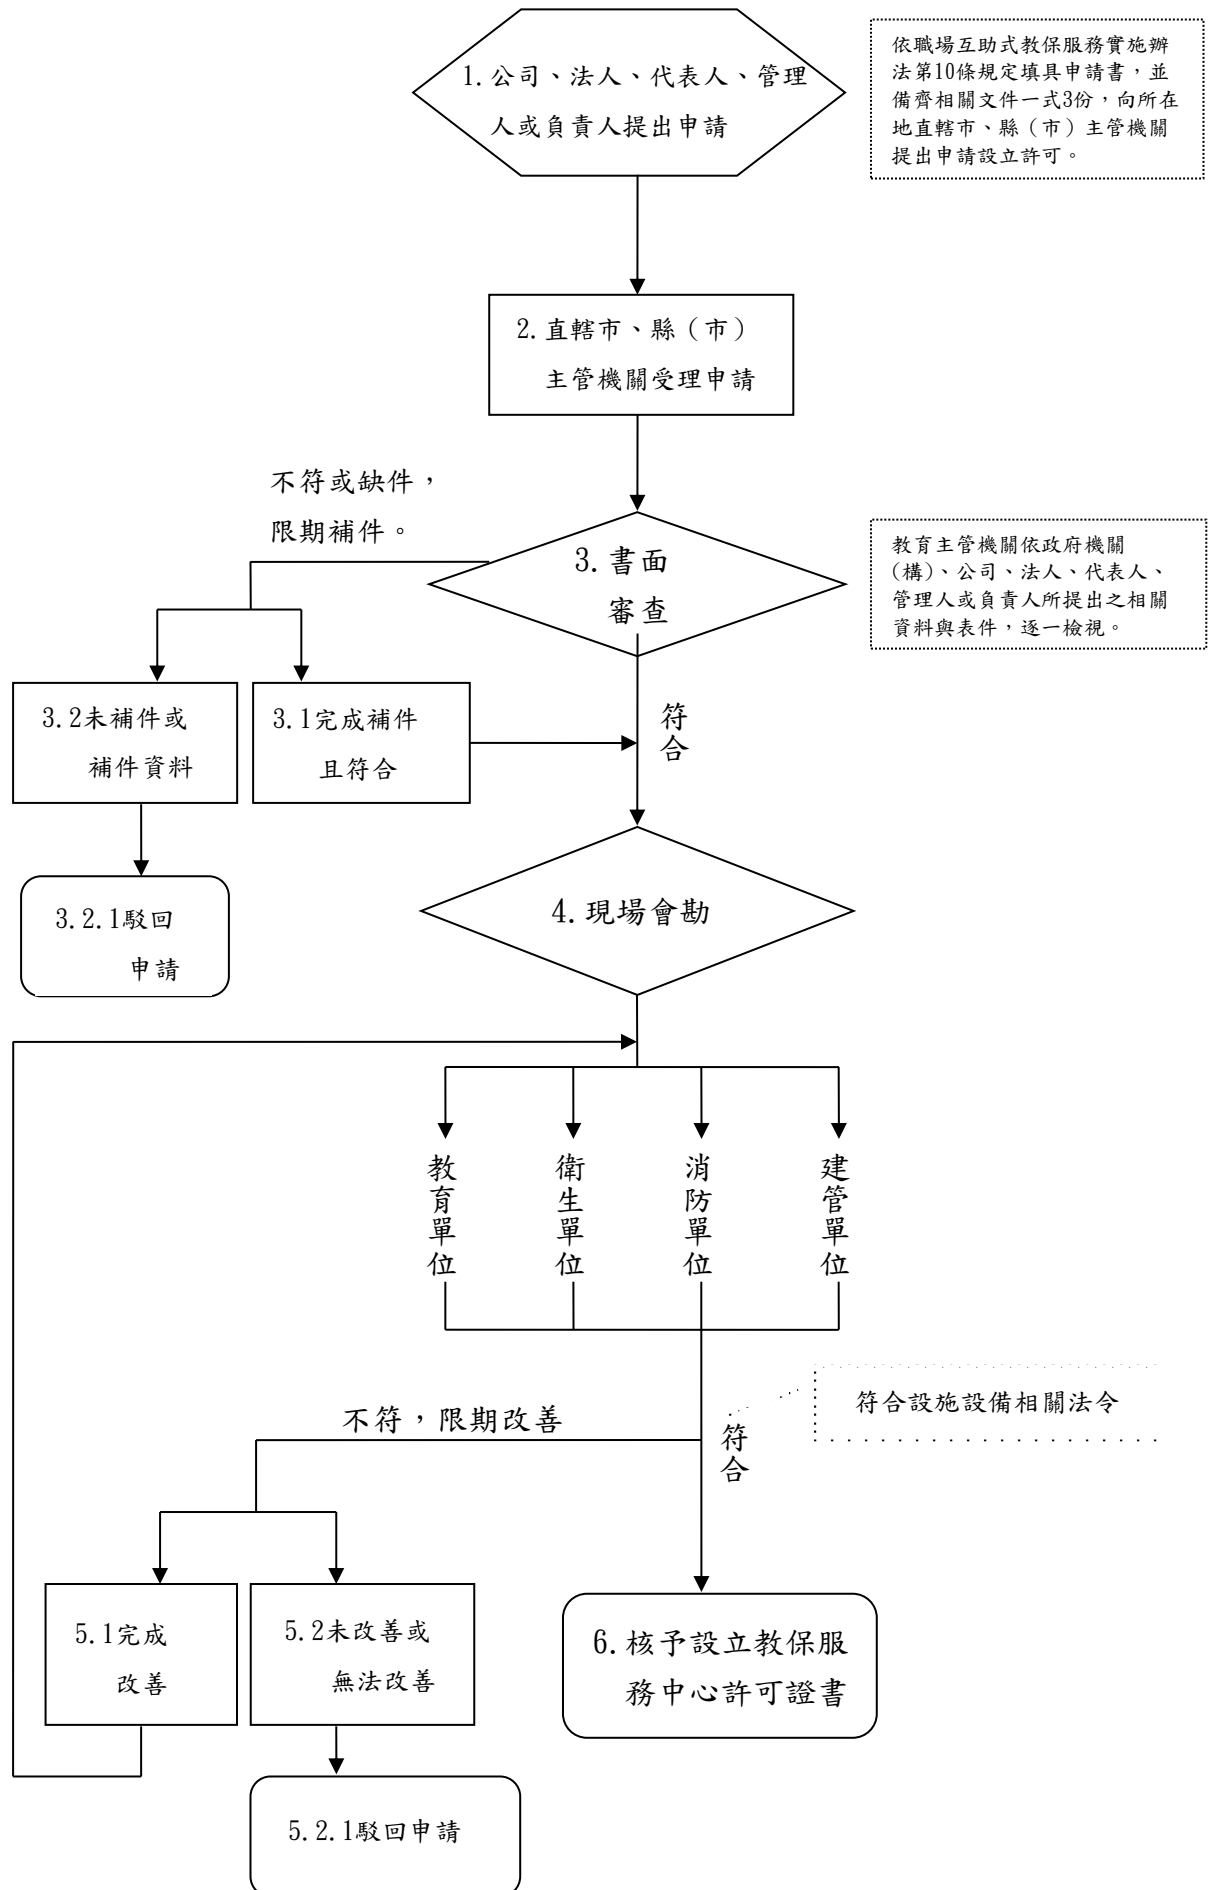 1.公司、法人、代表人、管理
人或負責人提出申請
依職場互助式教保服務實施辦
法第10條規定填具申請書，並
備齊相關文件一式3份，向所在
地直轄市、縣（市）主管機關
提出申請設立許可。
2.直轄市、縣（市）
主管機關受理申請
不符或缺件，
限期補件。
3.書面
審查
教育主管機關依政府機關
(構)、公司、法人、代表人、
管理人或負責人所提出之相關
資料與表件，逐一檢視。
3.2未補件或
補件資料
3.1完成補件
且符合
符合
3.2.1駁回
申請
4.現場會勘
教育單位
衛生單位
消防單位
建管單位
不符，限期改善
符合
符合設施設備相關法令
5.1完成
改善
5.2未改善或
無法改善
6.核予設立教保服
務中心許可證書
5.2.1駁回申請